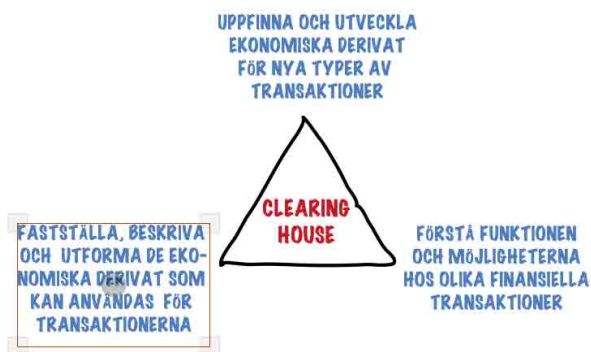 UPPFINNA OCH UTVECKLA
EKONOMISKA DERIVAT
FÖR NYA TYPER AV
TRANSAKTIONER
CLEARING
HOUSE
FASTSTÄLLA, BESKRIVA
OCH UTFORMA DE EKO-
NOMISKA DERIVAT SOM
KAN ANVÄNDAS FÖR
TRANSAKTIONERNA
FÖRSTÅ FUNKTIONEN
OCH MÖJLIGHETERNA
HOS OLIKA FINANSIELLA
TRANSAKTIONER